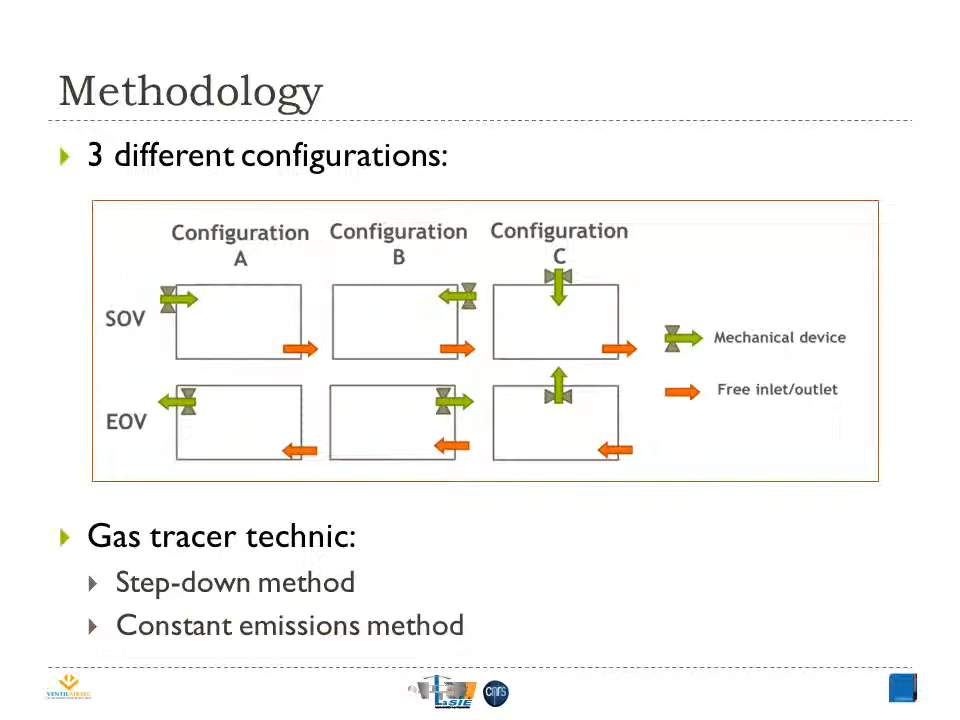 Methodology
3 different configurations:
Configuration A
Configuration B
Configuration C
SOV
Mechanical device
Free inlet/outlet
EOV
Gas tracer technic:
Step-down method
Constant emissions method
LaSIE
cnrs